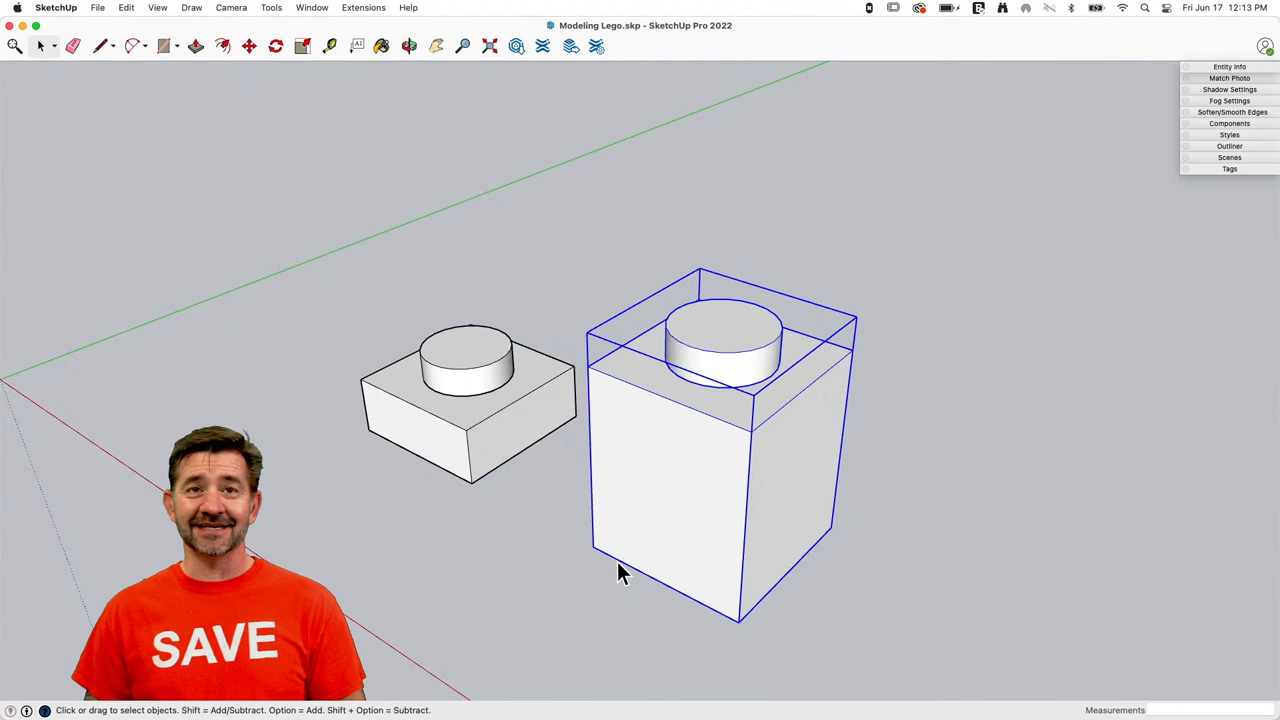 SketchUp File Edit View Draw Camera Tools Window Extensions Help Fri Jun 17 12:13 PM
Modeling Lego.skp - SketchUp Pro 2022
Entity Info
Match Photo
Shadow Settings
Fog Settings
Soften/Smooth Edges
Components
Styles
Outliner
Scenes
Tags
SAVE
Click or drag to select objects. Shift = Add/Subtract. Option = Add. Shift + Option = Subtract. Measurements